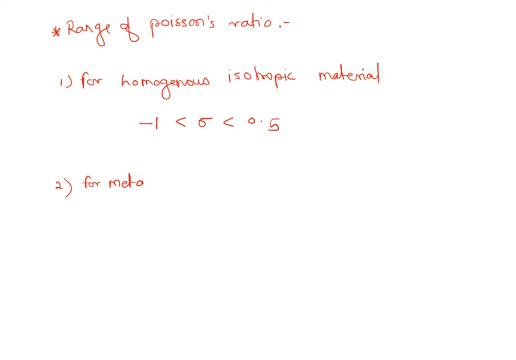 * Range of poisson's ratio :-
1) for homogenous isotropic material
-1 < σ < 0.5
2) for meta